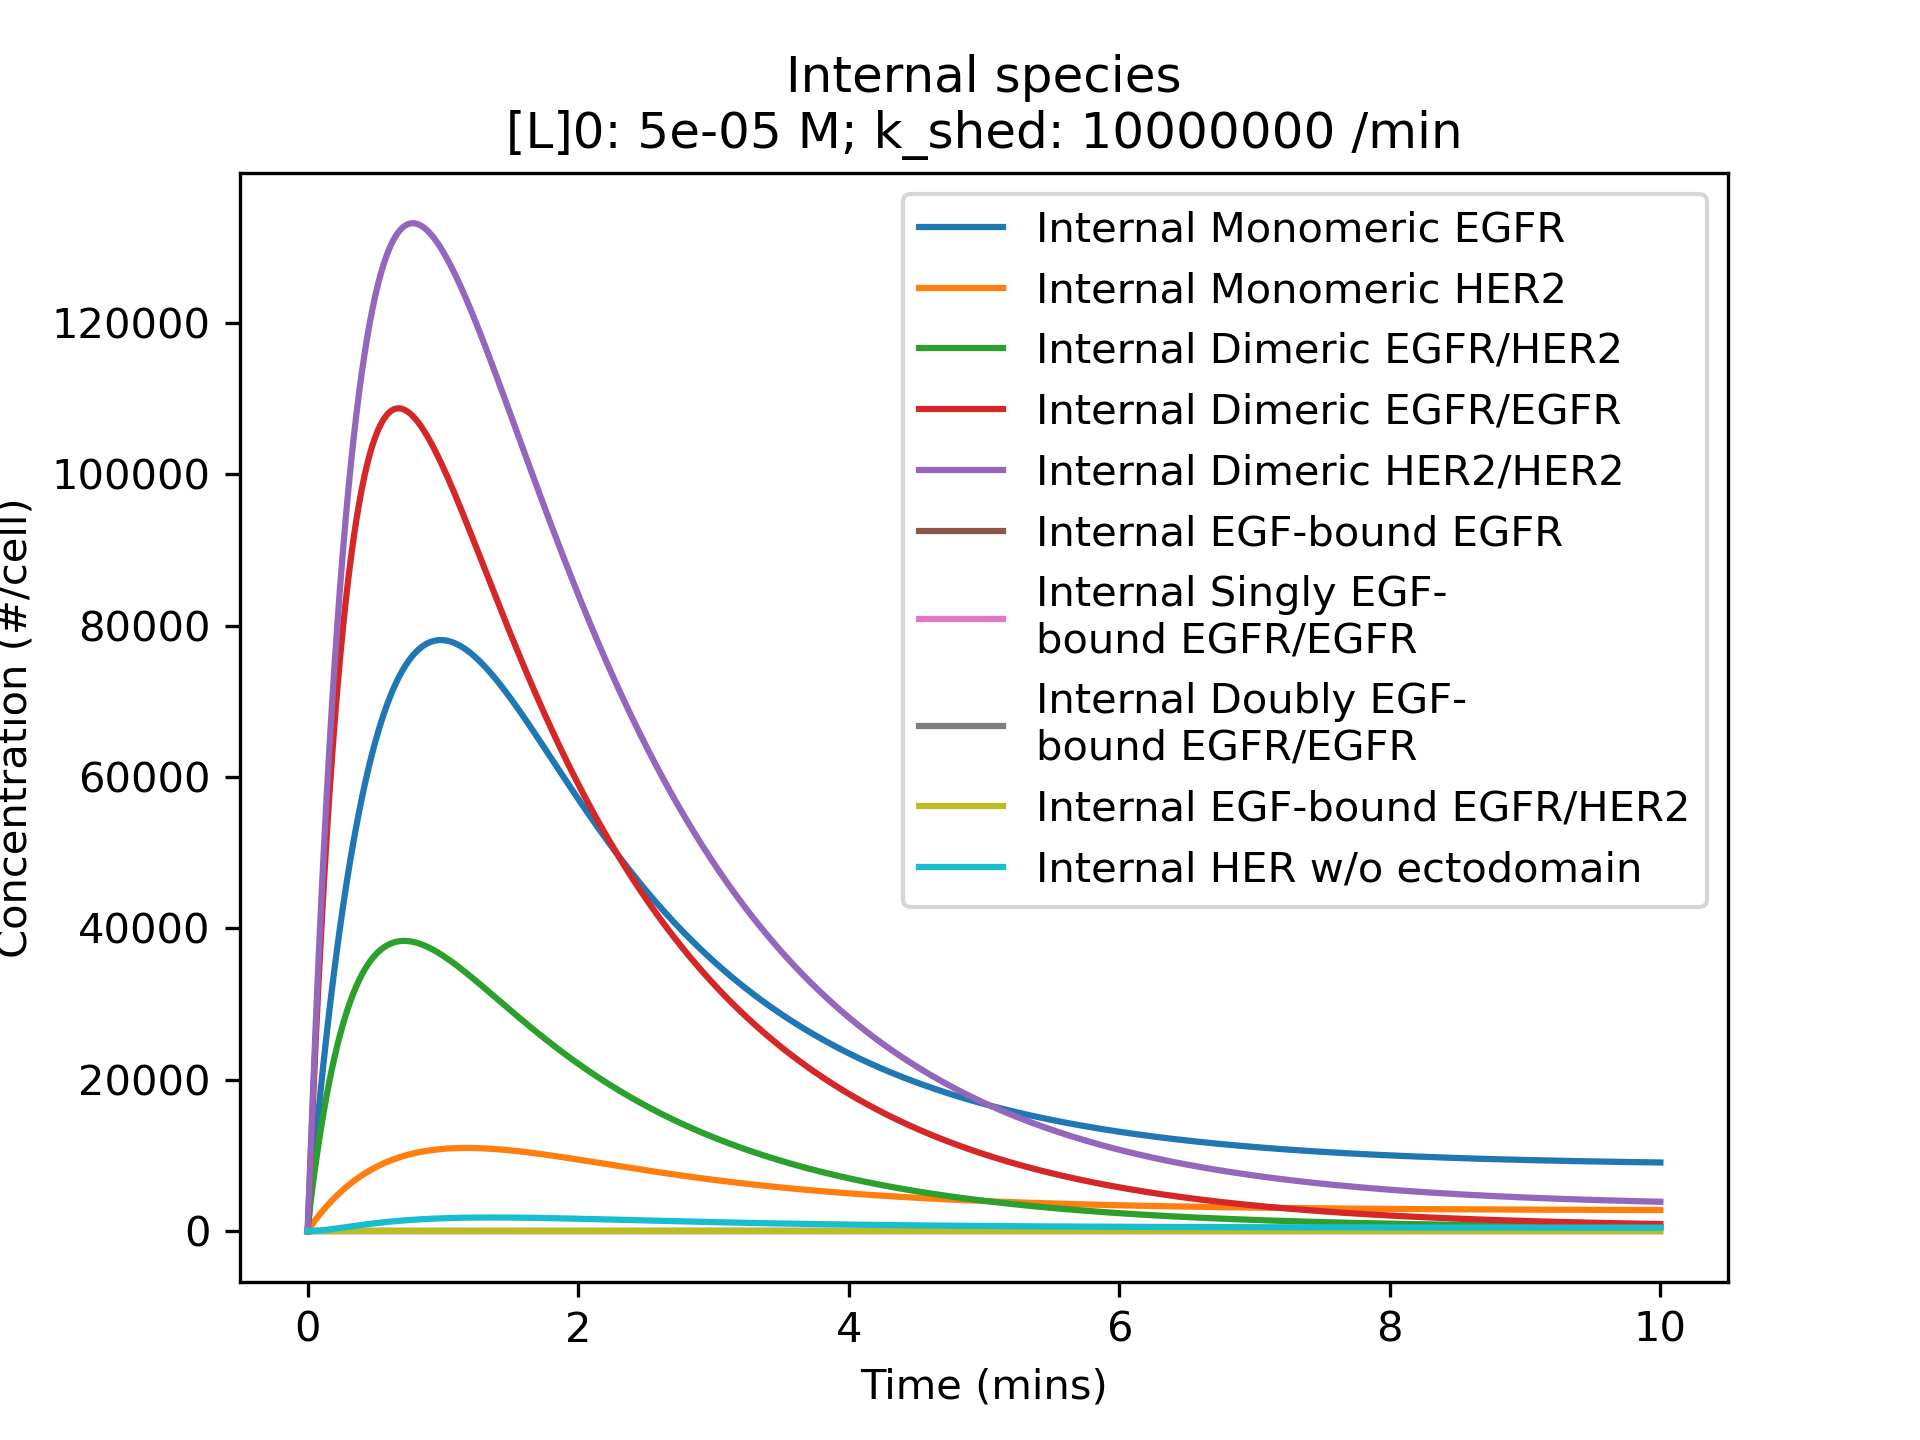 Internal species
[L]0: 5e-05 M; k_shed: 10000000 /min
Concentration (#/cell)
120000
100000
80000
60000
40000
20000
0
Internal Monomeric EGFR
Internal Monomeric HER2
Internal Dimeric EGFR/HER2
Internal Dimeric EGFR/EGFR
Internal Dimeric HER2/HER2
Internal EGF-bound EGFR
Internal Singly EGF-
bound EGFR/EGFR
Internal Doubly EGF-
bound EGFR/EGFR
Internal EGF-bound EGFR/HER2
Internal HER w/o ectodomain
0 2 4 6 8 10
Time (mins)